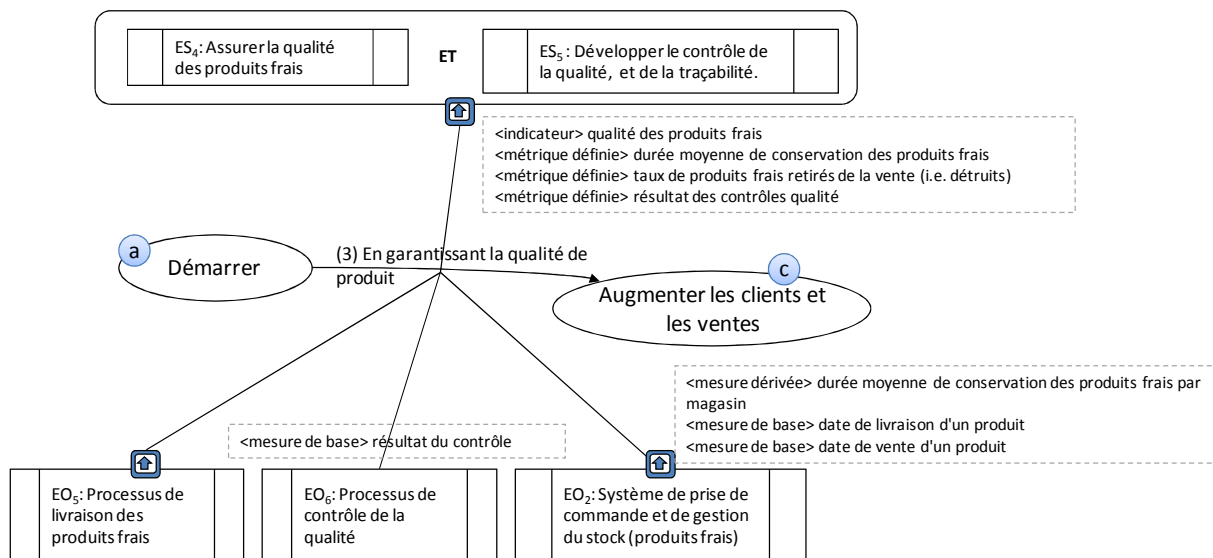 ES4: Assurer la qualité
des produits frais
ET
ES5 : Développer le contrôle de
la qualité, et de la traçabilité.
<indicateur> qualité des produits frais
<métrique définie> durée moyenne de conservation des produits frais
<métrique définie> taux de produits frais retirés de la vente (i.e. détruits)
<métrique définie> résultat des contrôles qualité
a
Démarrer
(3) En garantissant la qualité de
produit
c
Augmenter les clients et
les ventes
<mesure dérivée> durée moyenne de conservation des produits frais par
magasin
<mesure de base> date de livraison d'un produit
<mesure de base> date de vente d'un produit
<mesure de base> résultat du contrôle
EO5: Processus de
livraison des
produits frais
EO6: Processus de
contrôle de la
qualité
EO2: Système de prise de
commande et de gestion
du stock (produits frais)